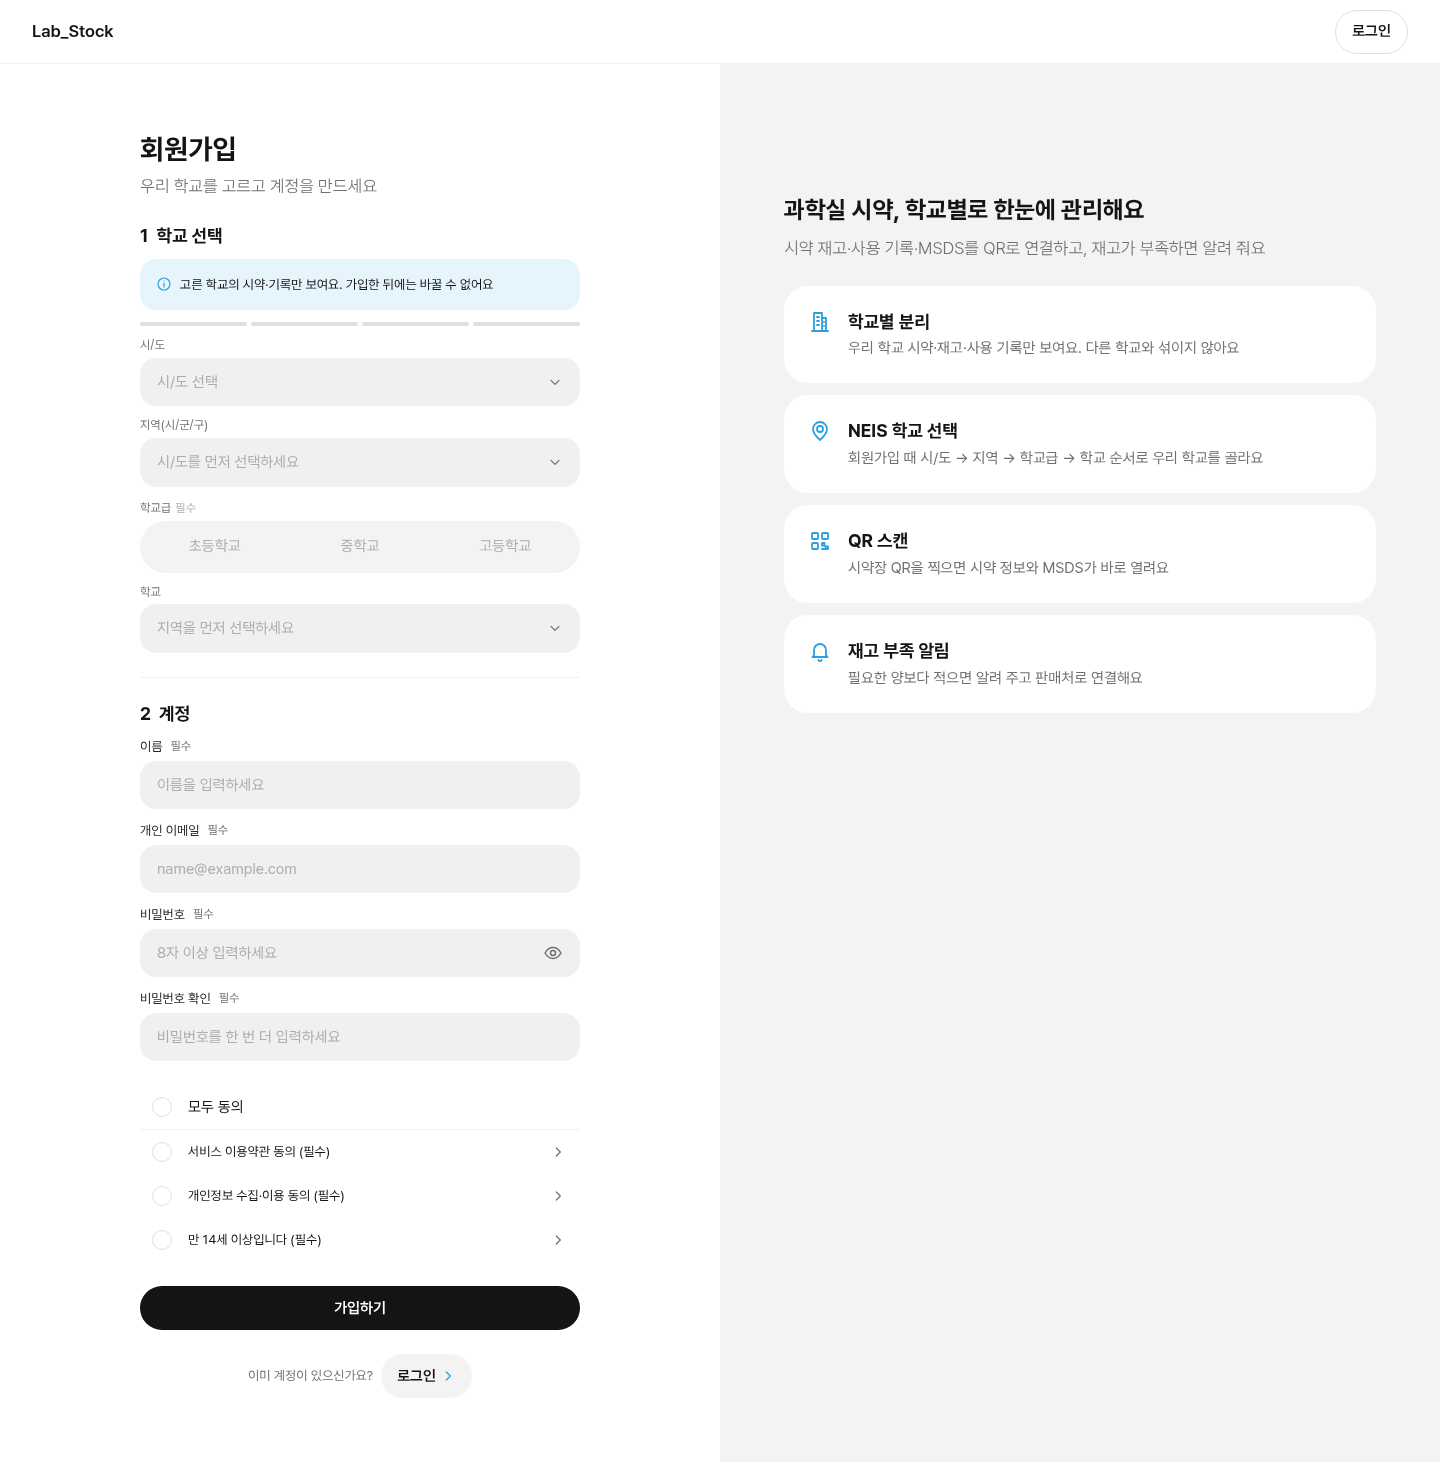 Lab_Stock
로그인
회원가입
우리 학교를 고르고 계정을 만드세요
1 학교 선택
고른 학교의 시약·기록만 보여요. 가입한 뒤에는 바꿀 수 없어요
시/도
시/도 선택
지역(시/군/구)
시/도를 먼저 선택하세요
학교급 필수
초등학교 중학교 고등학교
학교
지역을 먼저 선택하세요
2 계정
이름 필수
이름을 입력하세요
개인 이메일 필수
name@example.com
비밀번호 필수
8자 이상 입력하세요
비밀번호 확인 필수
비밀번호를 한 번 더 입력하세요
모두 동의
서비스 이용약관 동의 (필수)
개인정보 수집·이용 동의 (필수)
만 14세 이상입니다 (필수)
가입하기
이미 계정이 있으신가요? 로그인
과학실 시약, 학교별로 한눈에 관리해요
시약 재고·사용 기록·MSDS를 QR로 연결하고, 재고가 부족하면 알려 줘요
학교별 분리
우리 학교 시약·재고·사용 기록만 보여요. 다른 학교와 섞이지 않아요
NEIS 학교 선택
회원가입 때 시/도 → 지역 → 학교급 → 학교 순서로 우리 학교를 골라요
QR 스캔
시약장 QR을 찍으면 시약 정보와 MSDS가 바로 열려요
재고 부족 알림
필요한 양보다 적으면 알려 주고 판매처로 연결해요